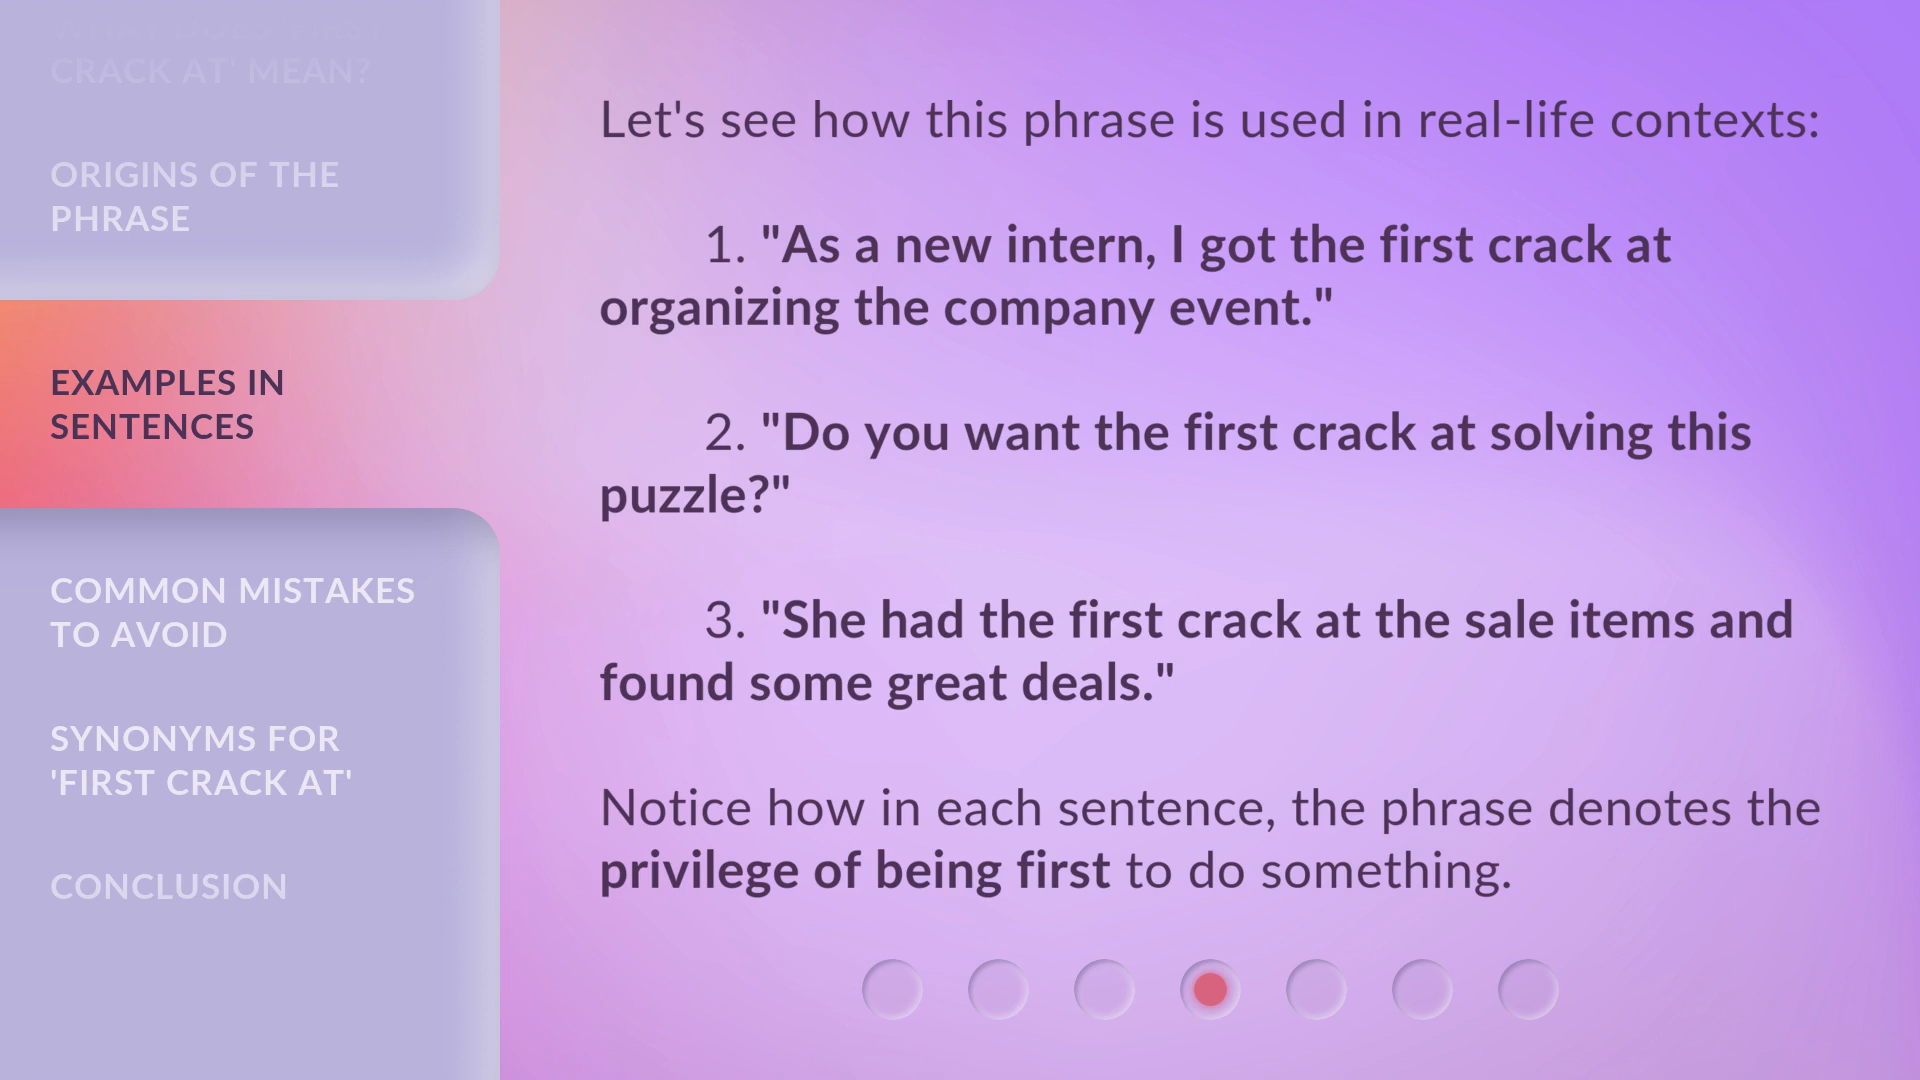 WHAT DOES 'FIRST
CRACK AT' MEAN?
ORIGINS OF THE
PHRASE
EXAMPLES IN
SENTENCES
COMMON MISTAKES
TO AVOID
SYNONYMS FOR
'FIRST CRACK AT'
CONCLUSION
Let's see how this phrase is used in real-life contexts:
1. "As a new intern, I got the first crack at
organizing the company event."
2. "Do you want the first crack at solving this
puzzle?"
3. "She had the first crack at the sale items and
found some great deals."
Notice how in each sentence, the phrase denotes the
privilege of being first to do something.